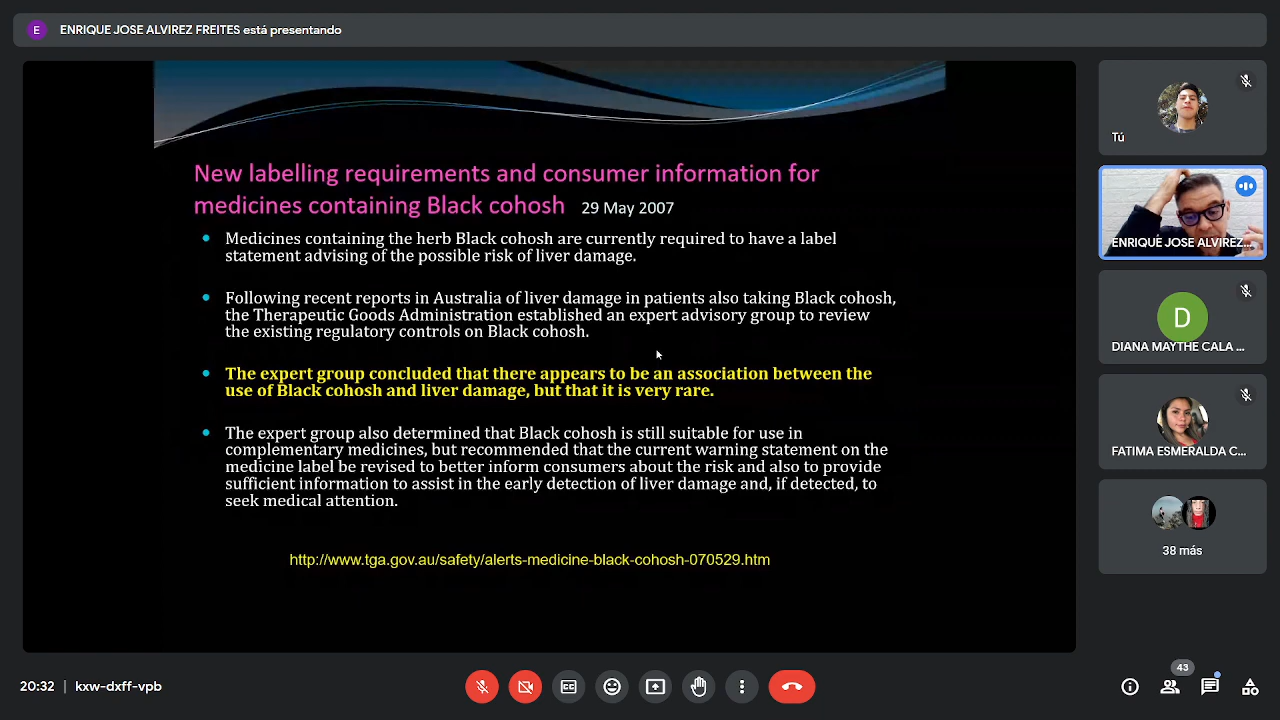 E
ENRIQUE JOSE ALVIREZ FREITES está presentando
New labelling requirements and consumer information for
medicines containing Black cohosh 29 May 2007
Medicines containing the herb Black cohosh are currently required to have a label
statement advising of the possible risk of liver damage.
Following recent reports in Australia of liver damage in patients also taking Black cohosh,
the Therapeutic Goods Administration established an expert advisory group to review
the existing regulatory controls on Black cohosh.
The expert group concluded that there appears to be an association between the
use of Black cohosh and liver damage, but that it is very rare.
The expert group also determined that Black cohosh is still suitable for use in
complementary medicines, but recommended that the current warning statement on the
medicine label be revised to better inform consumers about the risk and also to provide
sufficient information to assist in the early detection of liver damage and, if detected, to
seek medical attention.
http://www.tga.gov.au/safety/alerts-medicine-black-cohosh-070529.htm
Tú
ENRIQUE JOSE ALVIREZ...
D
DIANA MAYTHE CALA ...
FATIMA ESMERALDA C...
38 más
20:32 | kxw-dxff-vpb
43